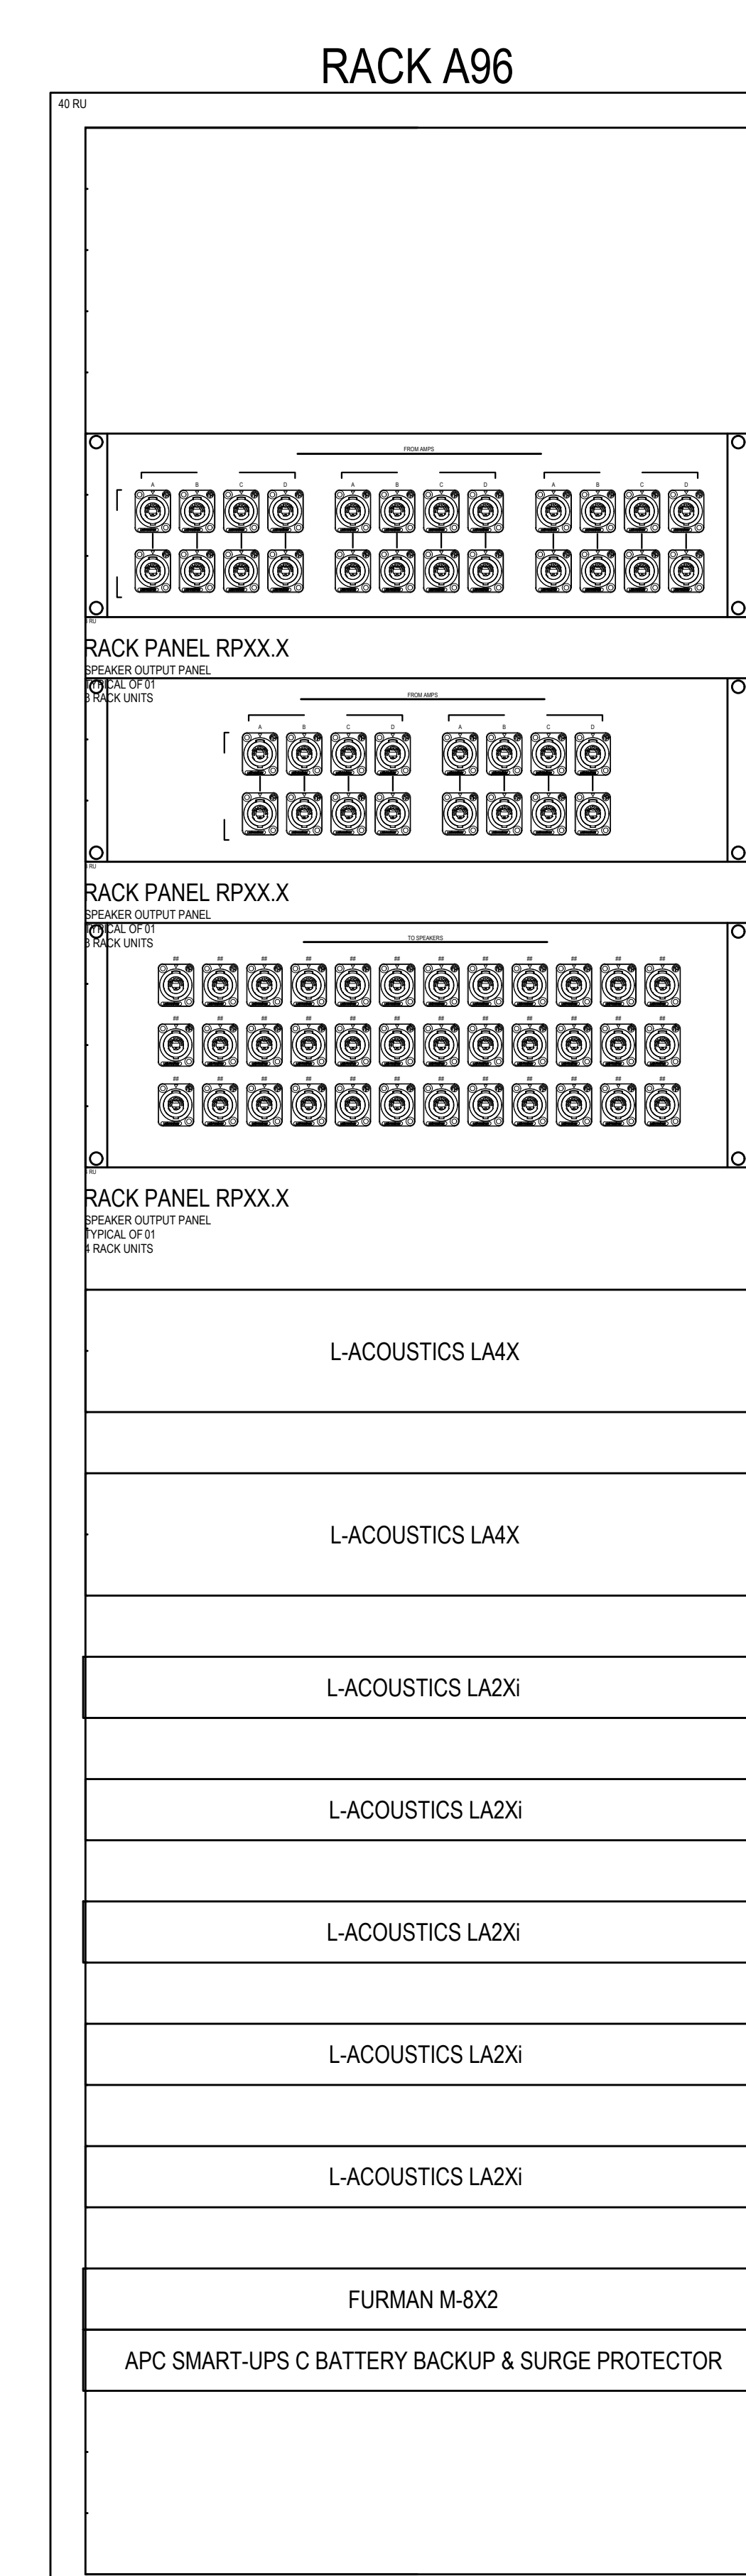 RACK A96
40 RU
FROM AMPS
A B C D A B C D A B C D
RU
RACK PANEL RPXX.X
SPEAKER OUTPUT PANEL
TYPICAL OF 01
3 RACK UNITS
FROM AMPS
A B C D A B C D
RU
RACK PANEL RPXX.X
SPEAKER OUTPUT PANEL
TYPICAL OF 01
3 RACK UNITS
TO SPEAKERS
## ## ## ## ## ## ## ## ## ## ## ##
## ## ## ## ## ## ## ## ## ## ## ##
## ## ## ## ## ## ## ## ## ## ## ##
RU
RACK PANEL RPXX.X
SPEAKER OUTPUT PANEL
TYPICAL OF 01
4 RACK UNITS
L-ACOUSTICS LA4X
L-ACOUSTICS LA4X
L-ACOUSTICS LA2Xi
L-ACOUSTICS LA2Xi
L-ACOUSTICS LA2Xi
L-ACOUSTICS LA2Xi
L-ACOUSTICS LA2Xi
FURMAN M-8X2
APC SMART-UPS C BATTERY BACKUP & SURGE PROTECTOR